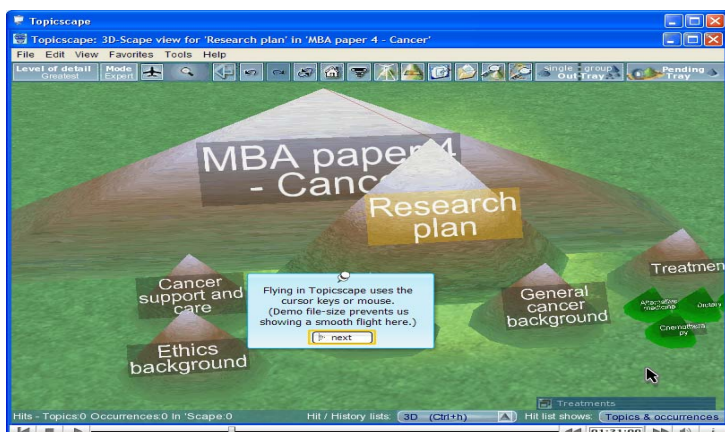 Topicscape
Topicscape: 3D-Scape view for 'Research plan' in 'MBA paper 4 - Cancer'
File Edit View Favorites Tools Help
Level of detail
Greatest
Mode
Expert
Single group
Out-Tray
Pending
Tray
MBA paper 4
- Cancer
Research
plan
Cancer
support and
care
Ethics
background
Flying in Topicscape uses the
cursor keys or mouse.
(Demo file-size prevents us
showing a smooth flight here.)
next
General
cancer
background
Treatmen
Alternative
medicine
Dietary
Chemothera
py
Treatments
Hits - Topics:0 Occurrences:0 In 'Scape:0
Hit / History lists: 3D (Ctrl+h)
Hit list shows: Topics & occurrences